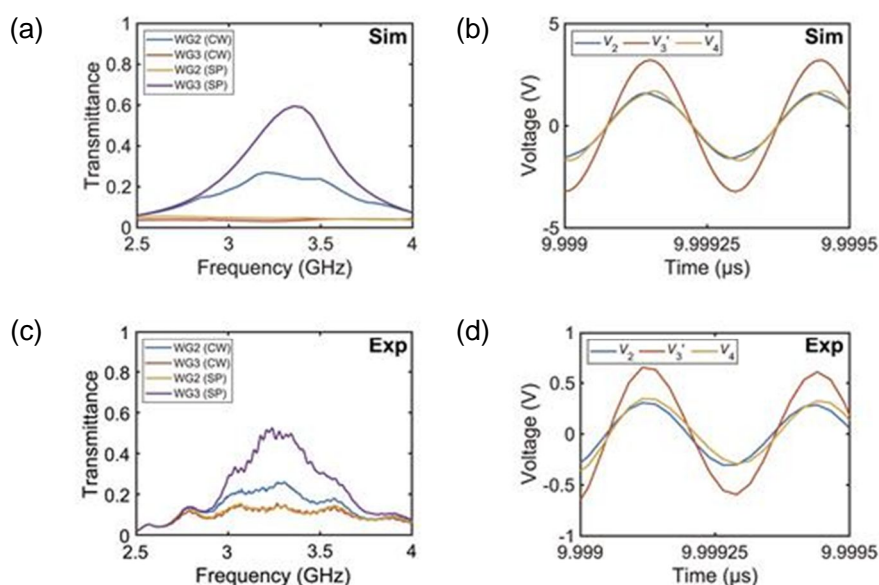 (a)
WG2 (CW)
WG3 (CW)
WG2 (SP)
WG3 (SP)
Sim
1
0.8
0.6
0.4
0.2
0
Transmittance
2.5 3 3.5 4
Frequency (GHz)
(b)
V2 V3' V4
Sim
5
0
-5
Voltage (V)
9.999 9.99925 9.9995
Time (µs)
(c)
WG2 (CW)
WG3 (CW)
WG2 (SP)
WG3 (SP)
Exp
1
0.8
0.6
0.4
0.2
0
Transmittance
2.5 3 3.5 4
Frequency (GHz)
(d)
V2 V3' V4
Exp
1
0.5
0
-0.5
-1
Voltage (V)
9.999 9.99925 9.9995
Time (µs)